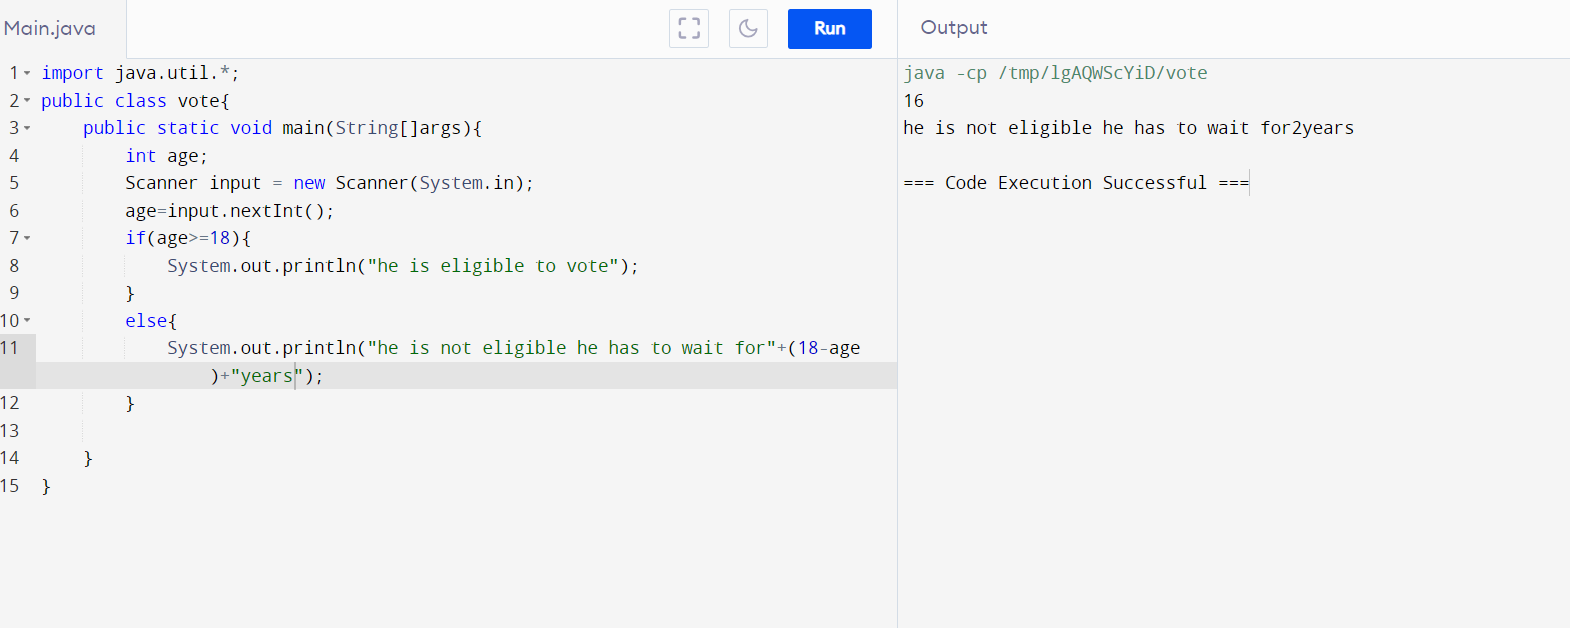 Main.java
Run
1 import java.util.*;
2 public class vote{
3 public static void main(String[]args){
4 int age;
5 Scanner input = new Scanner(System.in);
6 age=input.nextInt();
7 if(age>=18){
8 System.out.println("he is eligible to vote");
9 }
10 else{
11 System.out.println("he is not eligible he has to wait for"+(18-age
)+"years");
12 }
13
14 }
15 }
Output
java -cp /tmp/lgAQWScYiD/vote
16
he is not eligible he has to wait for2years
=== Code Execution Successful ===